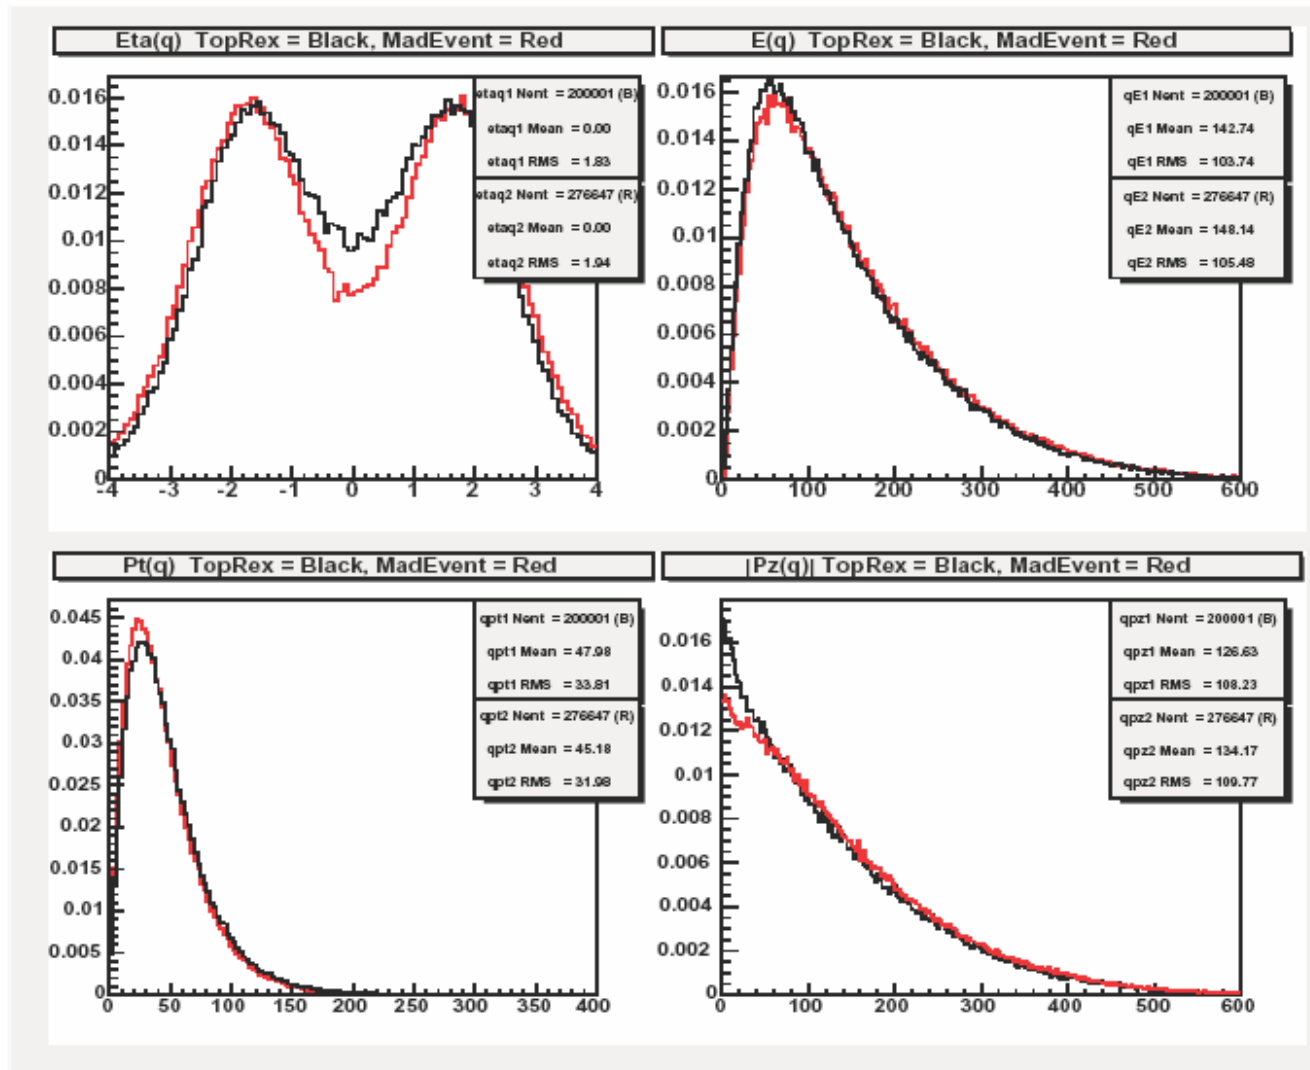 Eta(q) TopRex = Black, MadEvent = Red
0.016
0.014
0.012
0.01
0.008
0.006
0.004
0.002
0
-4 -3 -2 -1 0 1 2 3 4
etaq1 Nent = 200001 (B)
etaq1 Mean = 0.00
etaq1 RMS = 1.83
etaq2 Nent = 276647 (R)
etaq2 Mean = 0.00
etaq2 RMS = 1.94
E(q) TopRex = Black, MadEvent = Red
0.016
0.014
0.012
0.01
0.008
0.006
0.004
0.002
0
0 100 200 300 400 500 600
qE1 Nent = 200001 (B)
qE1 Mean = 142.74
qE1 RMS = 103.74
qE2 Nent = 276647 (R)
qE2 Mean = 148.14
qE2 RMS = 105.48
Pt(q) TopRex = Black, MadEvent = Red
0.045
0.04
0.035
0.03
0.025
0.02
0.015
0.01
0.005
0
0 50 100 150 200 250 300 350 400
qpt1 Nent = 200001 (B)
qpt1 Mean = 47.98
qpt1 RMS = 33.81
qpt2 Nent = 276647 (R)
qpt2 Mean = 45.18
qpt2 RMS = 31.98
|Pz(q)| TopRex = Black, MadEvent = Red
0.016
0.014
0.012
0.01
0.008
0.006
0.004
0.002
0
0 100 200 300 400 500 600
qpz1 Nent = 200001 (B)
qpz1 Mean = 126.63
qpz1 RMS = 108.23
qpz2 Nent = 276647 (R)
qpz2 Mean = 134.17
qpz2 RMS = 109.77